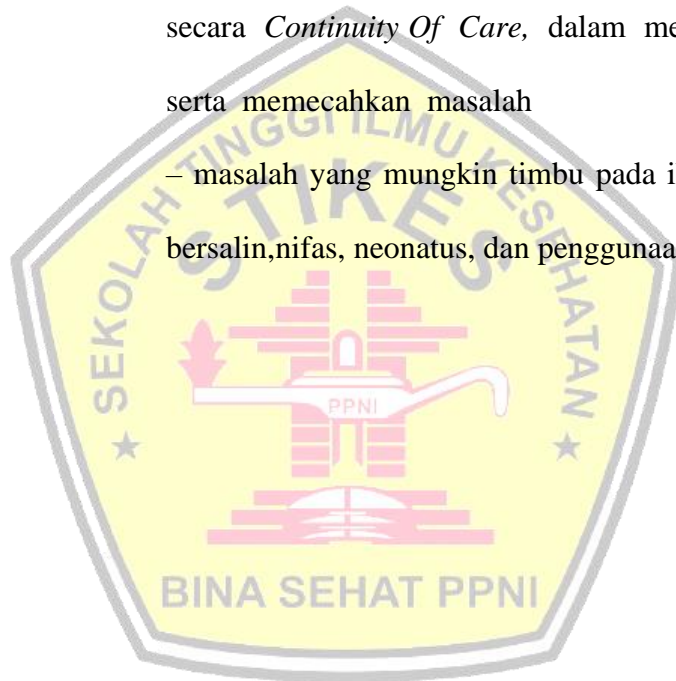 secara Continuity Of Care, dalam me
serta memecahkan masalah
– masalah yang mungkin timbu pada i
bersalin,nifas, neonatus, dan penggunaa
SEKOLAH TINGGI ILMU KESEHATAN
STIKES
PPNI
BINA SEHAT PPNI